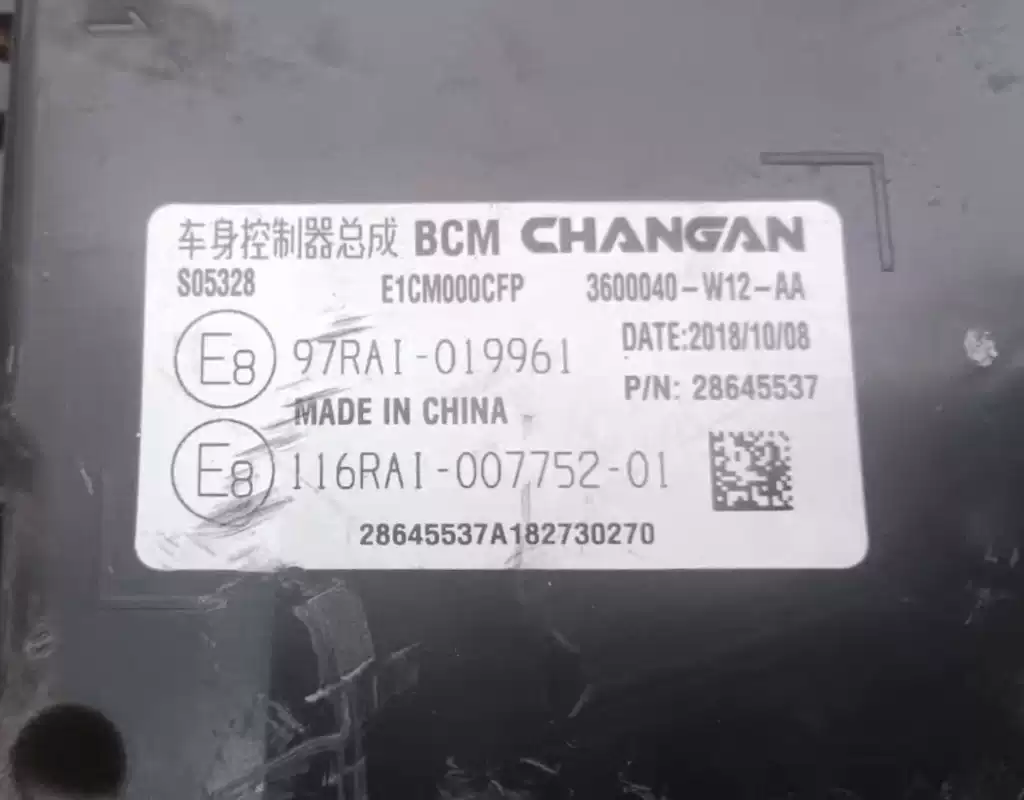 车身控制器总成 BCM CHANGAN
S05328 E1CM000CFP 3600040-W12-AA
E8 97RAI-019961 DATE:2018/10/08
P/N: 28645537
MADE IN CHINA
E8 116RAI-007752-01
28645537A182730270